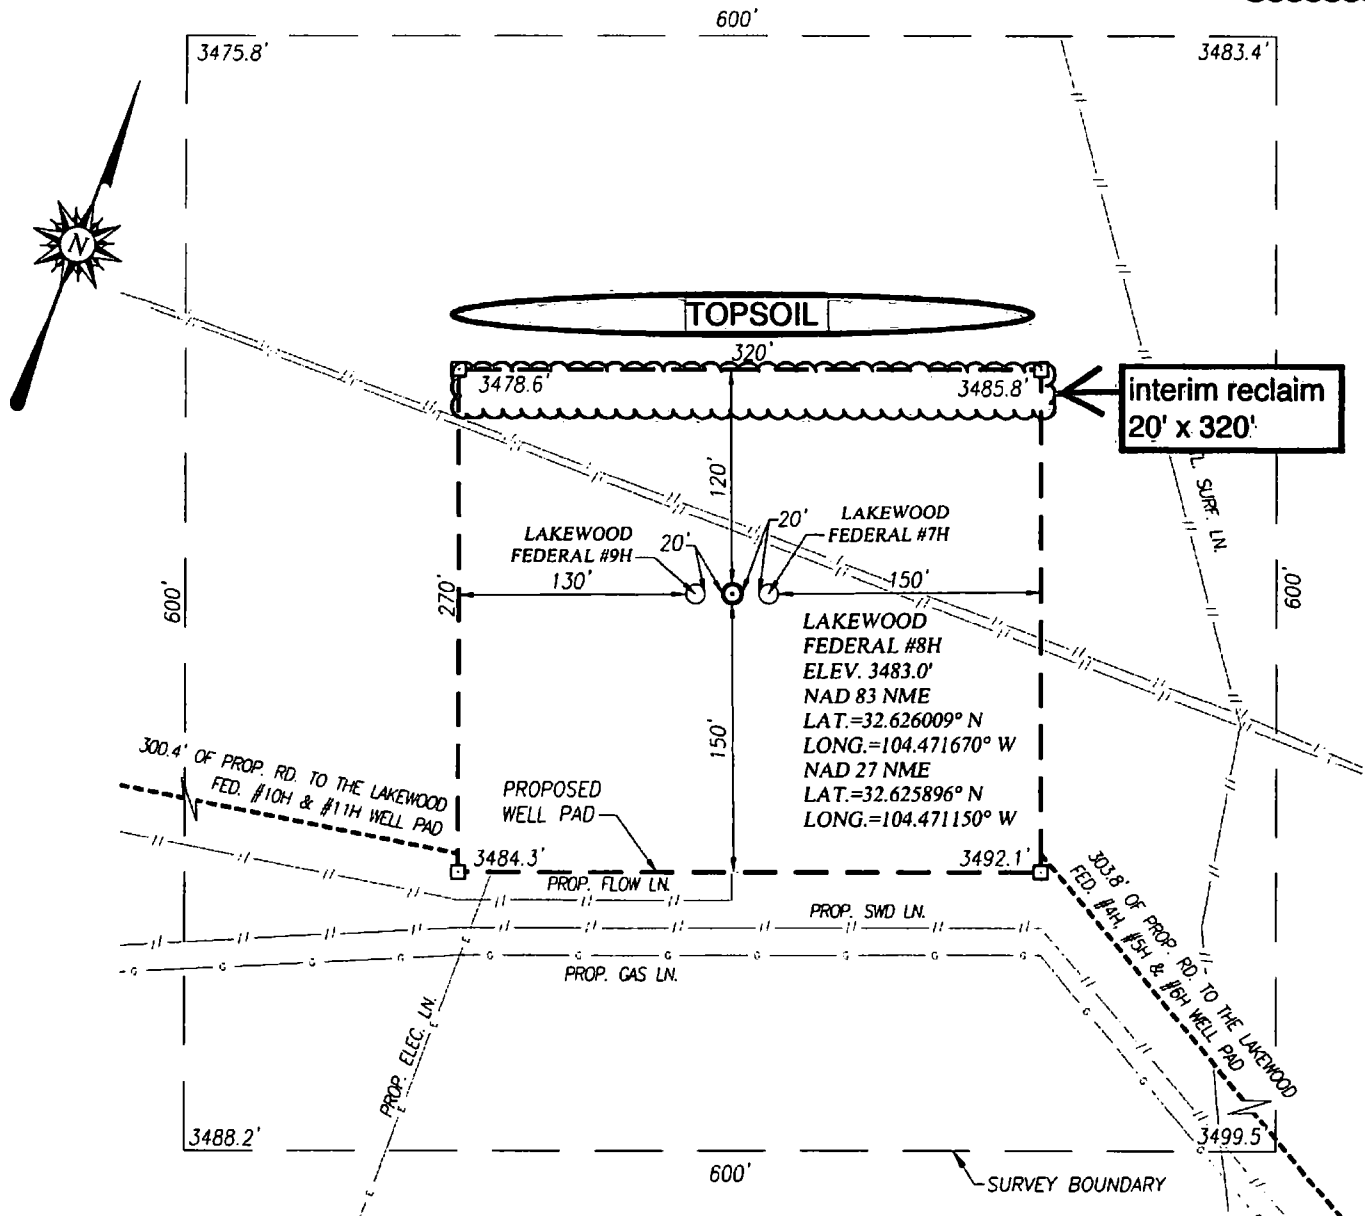 600'
3475.8'
3483.4'
N
TOPSOIL
320'
3478.6'
3485.8'
interim reclaim
20' x 320'
120'
L. SURF. LN.
LAKEWOOD
FEDERAL #9H
20'
20'
LAKEWOOD
FEDERAL #7H
130'
150'
600'
270'
600'
LAKEWOOD
FEDERAL #8H
ELEV. 3483.0'
NAD 83 NME
LAT.=32.626009° N
LONG.=104.471670° W
NAD 27 NME
LAT.=32.625896° N
LONG.=104.471150° W
150'
300.4' OF PROP. RD. TO THE LAKEWOOD
FED. #10H & #11H WELL PAD
PROPOSED
WELL PAD
3484.3'
3492.1'
PROP. FLOW LN.
PROP. SWD LN.
PROP. GAS LN.
303.8' OF PROP. RD. TO THE LAKEWOOD
FED. #4H, #5H & #6H WELL PAD
PROP. ELEC. LN.
3488.2'
3499.5'
600'
SURVEY BOUNDARY